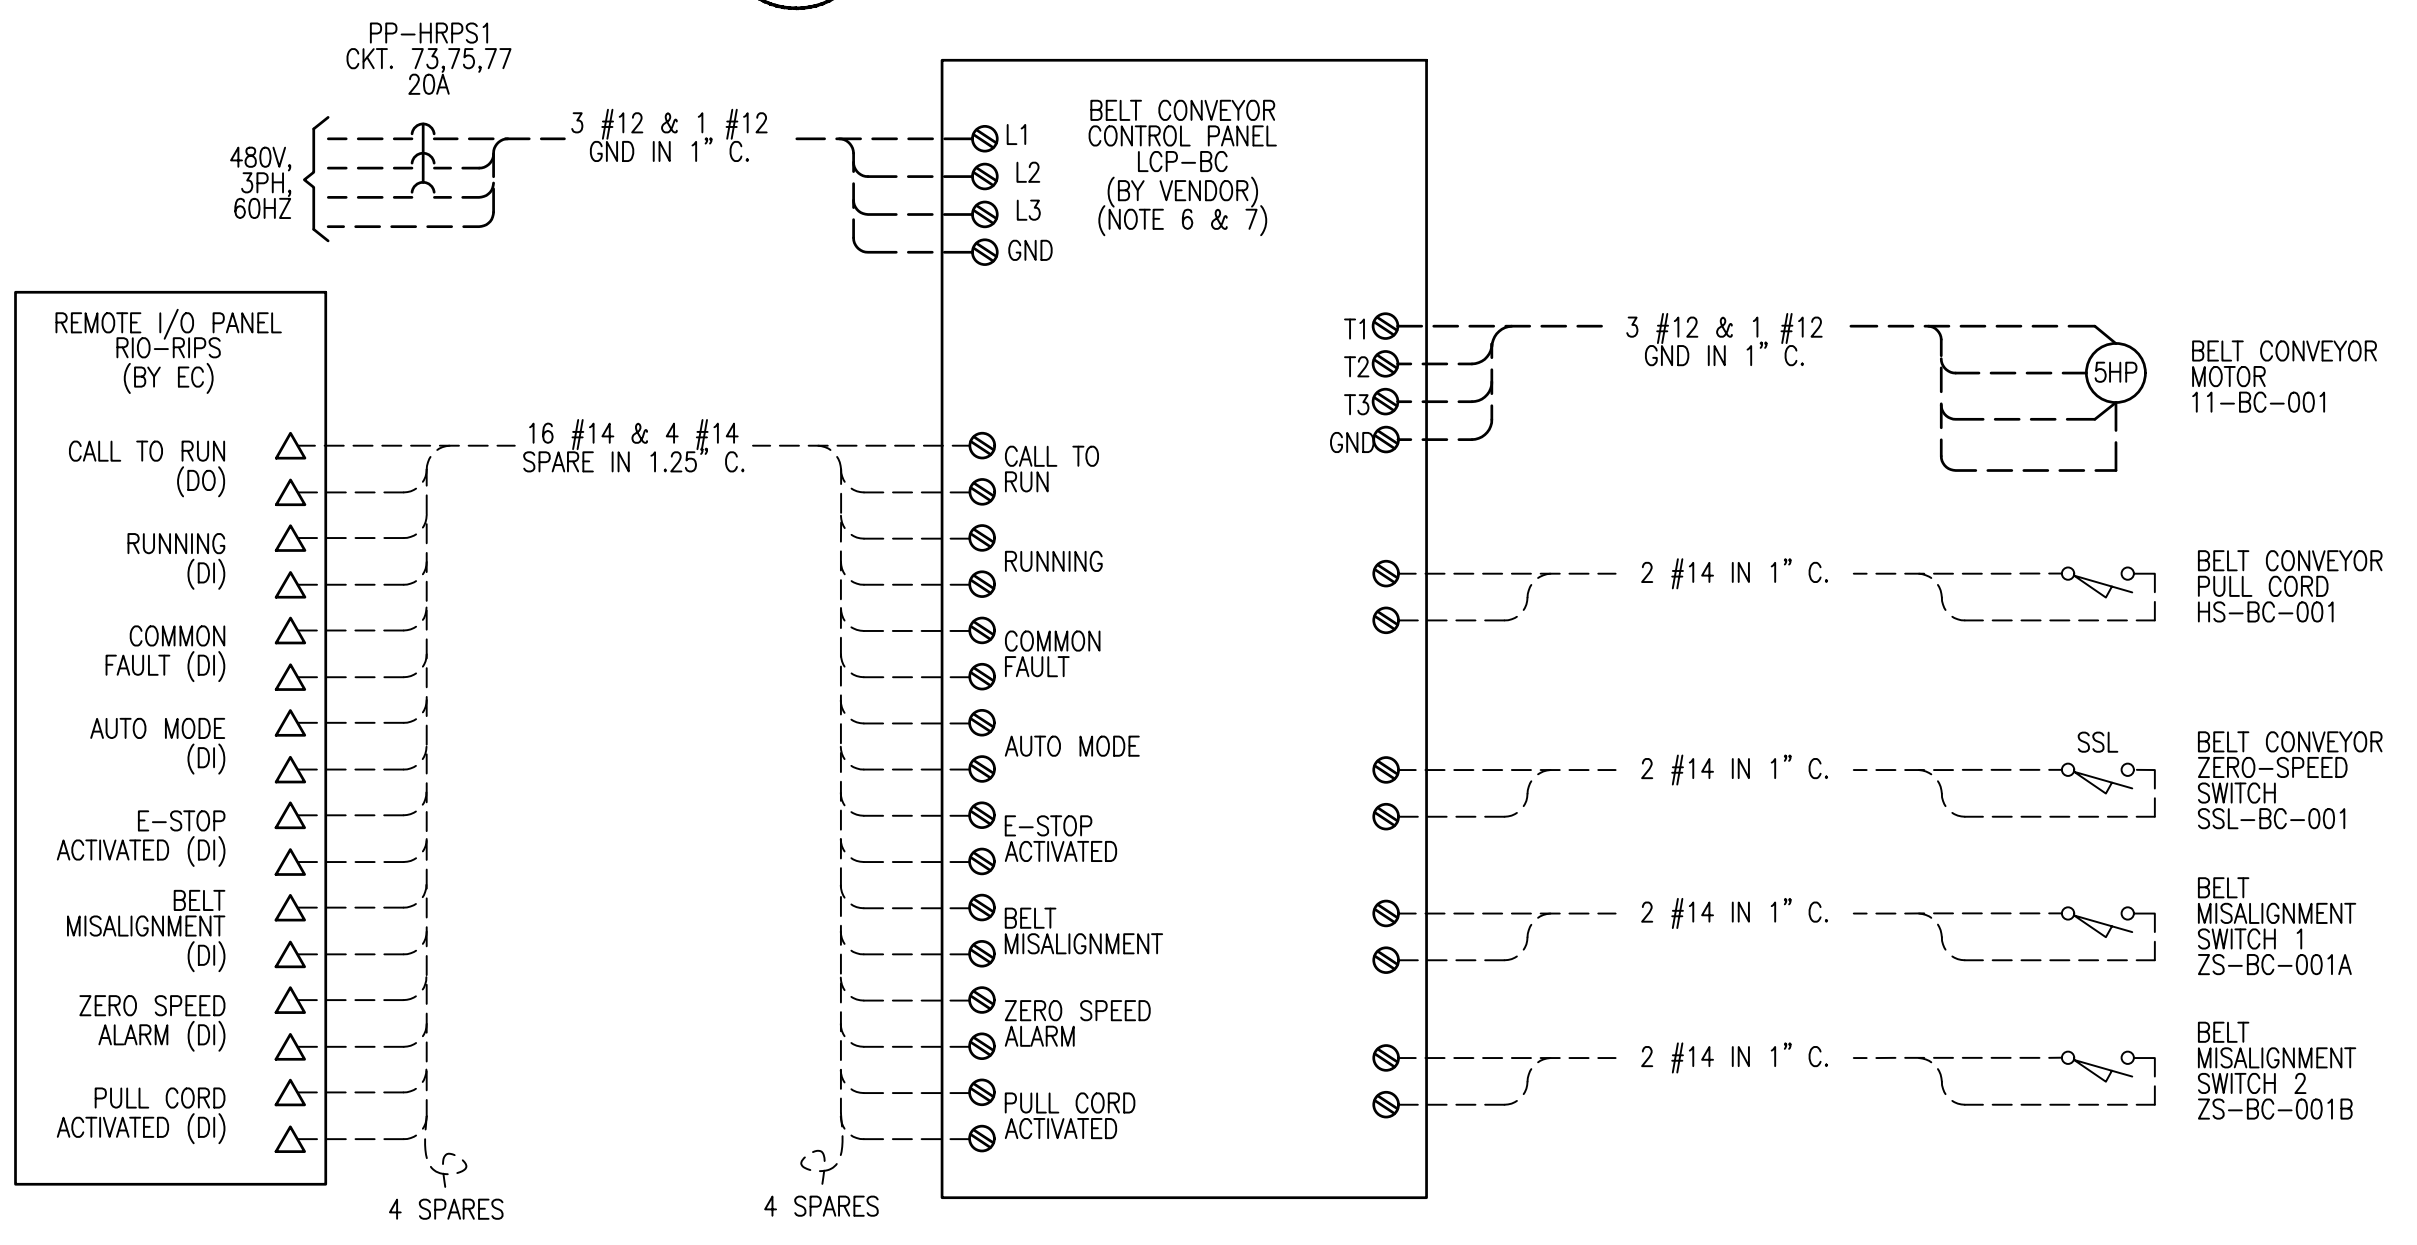 PP-HRPS1
CKT. 73,75,77
20A
480V,
3PH,
60HZ
3 #12 & 1 #12
GND IN 1" C.
L1
L2
L3
GND
BELT CONVEYOR
CONTROL PANEL
LCP-BC
(BY VENDOR)
(NOTE 6 & 7)
REMOTE I/O PANEL
RIO-RIPS
(BY EC)
CALL TO RUN
(DO)
RUNNING
(DI)
COMMON
FAULT (DI)
AUTO MODE
(DI)
E-STOP
ACTIVATED (DI)
BELT
MISALIGNMENT
(DI)
ZERO SPEED
ALARM (DI)
PULL CORD
ACTIVATED (DI)
16 #14 & 4 #14
SPARE IN 1.25" C.
4 SPARES
4 SPARES
CALL TO
RUN
RUNNING
COMMON
FAULT
AUTO MODE
E-STOP
ACTIVATED
BELT
MISALIGNMENT
ZERO SPEED
ALARM
PULL CORD
ACTIVATED
T1
T2
T3
GND
3 #12 & 1 #12
GND IN 1" C.
5HP
BELT CONVEYOR
MOTOR
11-BC-001
2 #14 IN 1" C.
BELT CONVEYOR
PULL CORD
HS-BC-001
2 #14 IN 1" C.
SSL
BELT CONVEYOR
ZERO-SPEED
SWITCH
SSL-BC-001
2 #14 IN 1" C.
BELT
MISALIGNMENT
SWITCH 1
ZS-BC-001A
2 #14 IN 1" C.
BELT
MISALIGNMENT
SWITCH 2
ZS-BC-001B